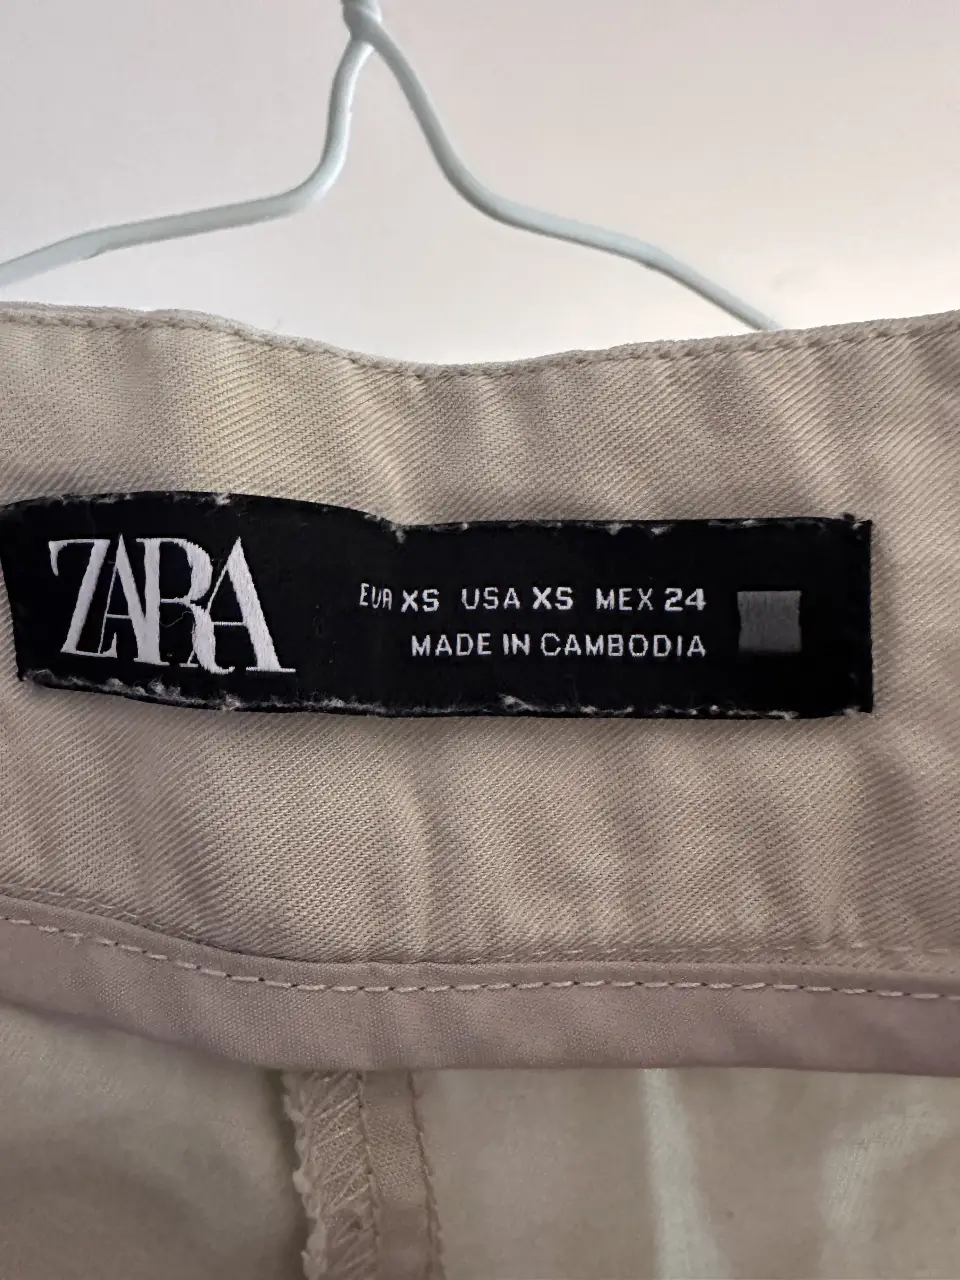 ZARA
EUR XS USA XS MEX 24
MADE IN CAMBODIA